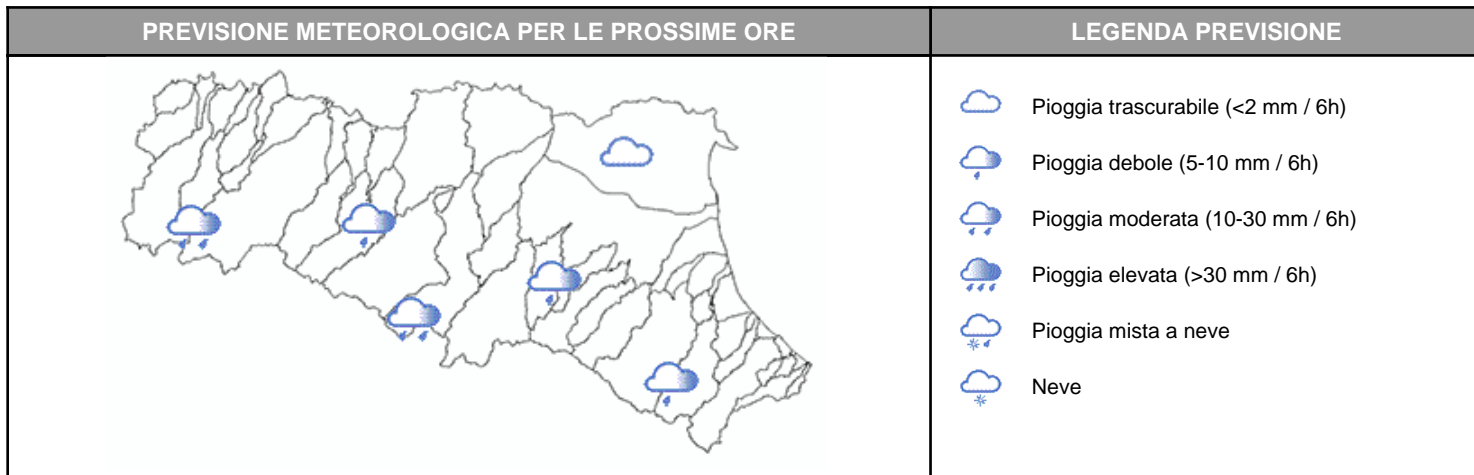 PREVISIONE METEOROLOGICA PER LE PROSSIME ORE
LEGENDA PREVISIONE
Pioggia trascurabile (<2 mm / 6h)
Pioggia debole (5-10 mm / 6h)
Pioggia moderata (10-30 mm / 6h)
Pioggia elevata (>30 mm / 6h)
Pioggia mista a neve
Neve